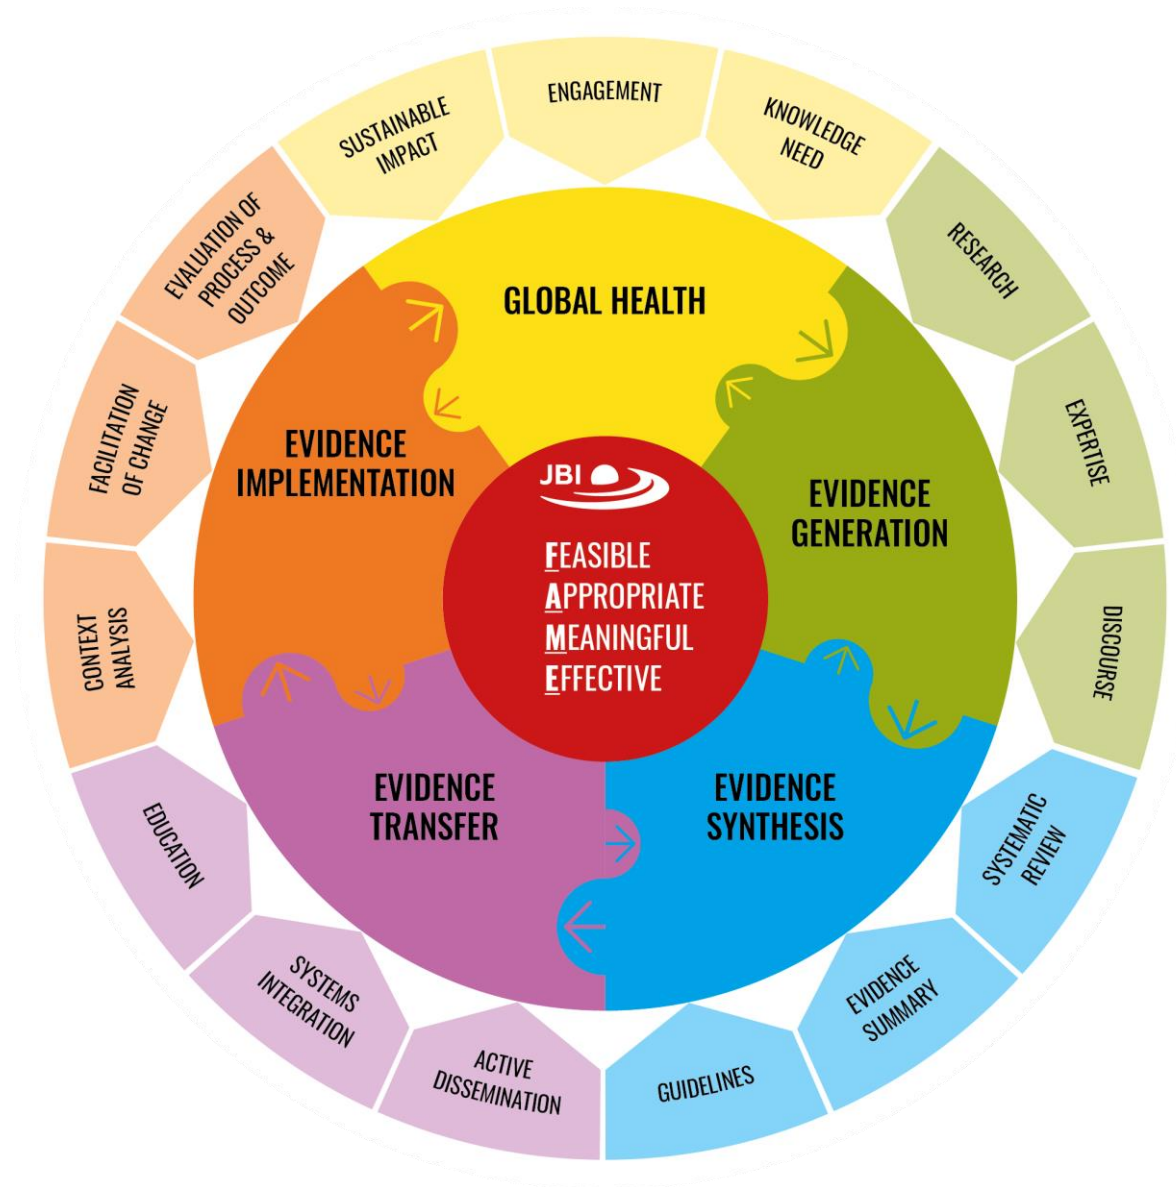 ENGAGEMENT
KNOWLEDGE
NEED
RESEARCH
EXPERTISE
DISCOURSE
SYSTEMATIC
REVIEW
EVIDENCE
SUMMARY
GUIDELINES
ACTIVE
DISSEMINATION
SYSTEMS
INTEGRATION
EDUCATION
CONTEXT
ANALYSIS
FACILITATION
OF CHANGE
EVALUATION OF
PROCESS &
OUTCOME
SUSTAINABLE
IMPACT
GLOBAL HEALTH
EVIDENCE
GENERATION
EVIDENCE
SYNTHESIS
EVIDENCE
TRANSFER
EVIDENCE
IMPLEMENTATION
JBI
FEASIBLE
APPROPRIATE
MEANINGFUL
EFFECTIVE